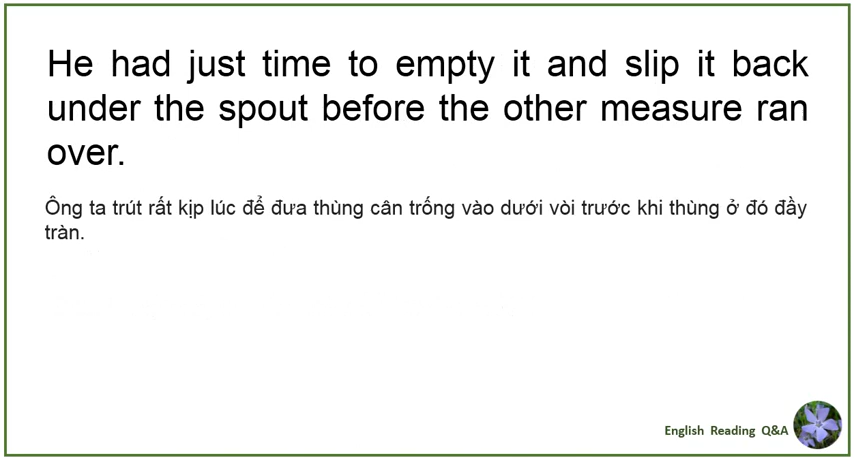 He had just time to empty it and slip it back
under the spout before the other measure ran
over.
Ông ta trút rất kịp lúc để đưa thùng cân trống vào dưới vòi trước khi thùng ở đó đầy
tràn.
English Reading Q&A